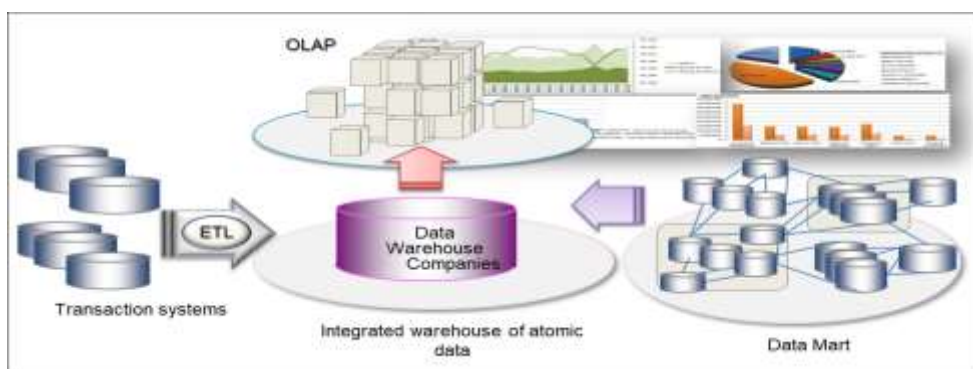 OLAP
ETL
Data
Warehouse
Companies
Transaction systems
Integrated warehouse of atomic
data
Data Mart